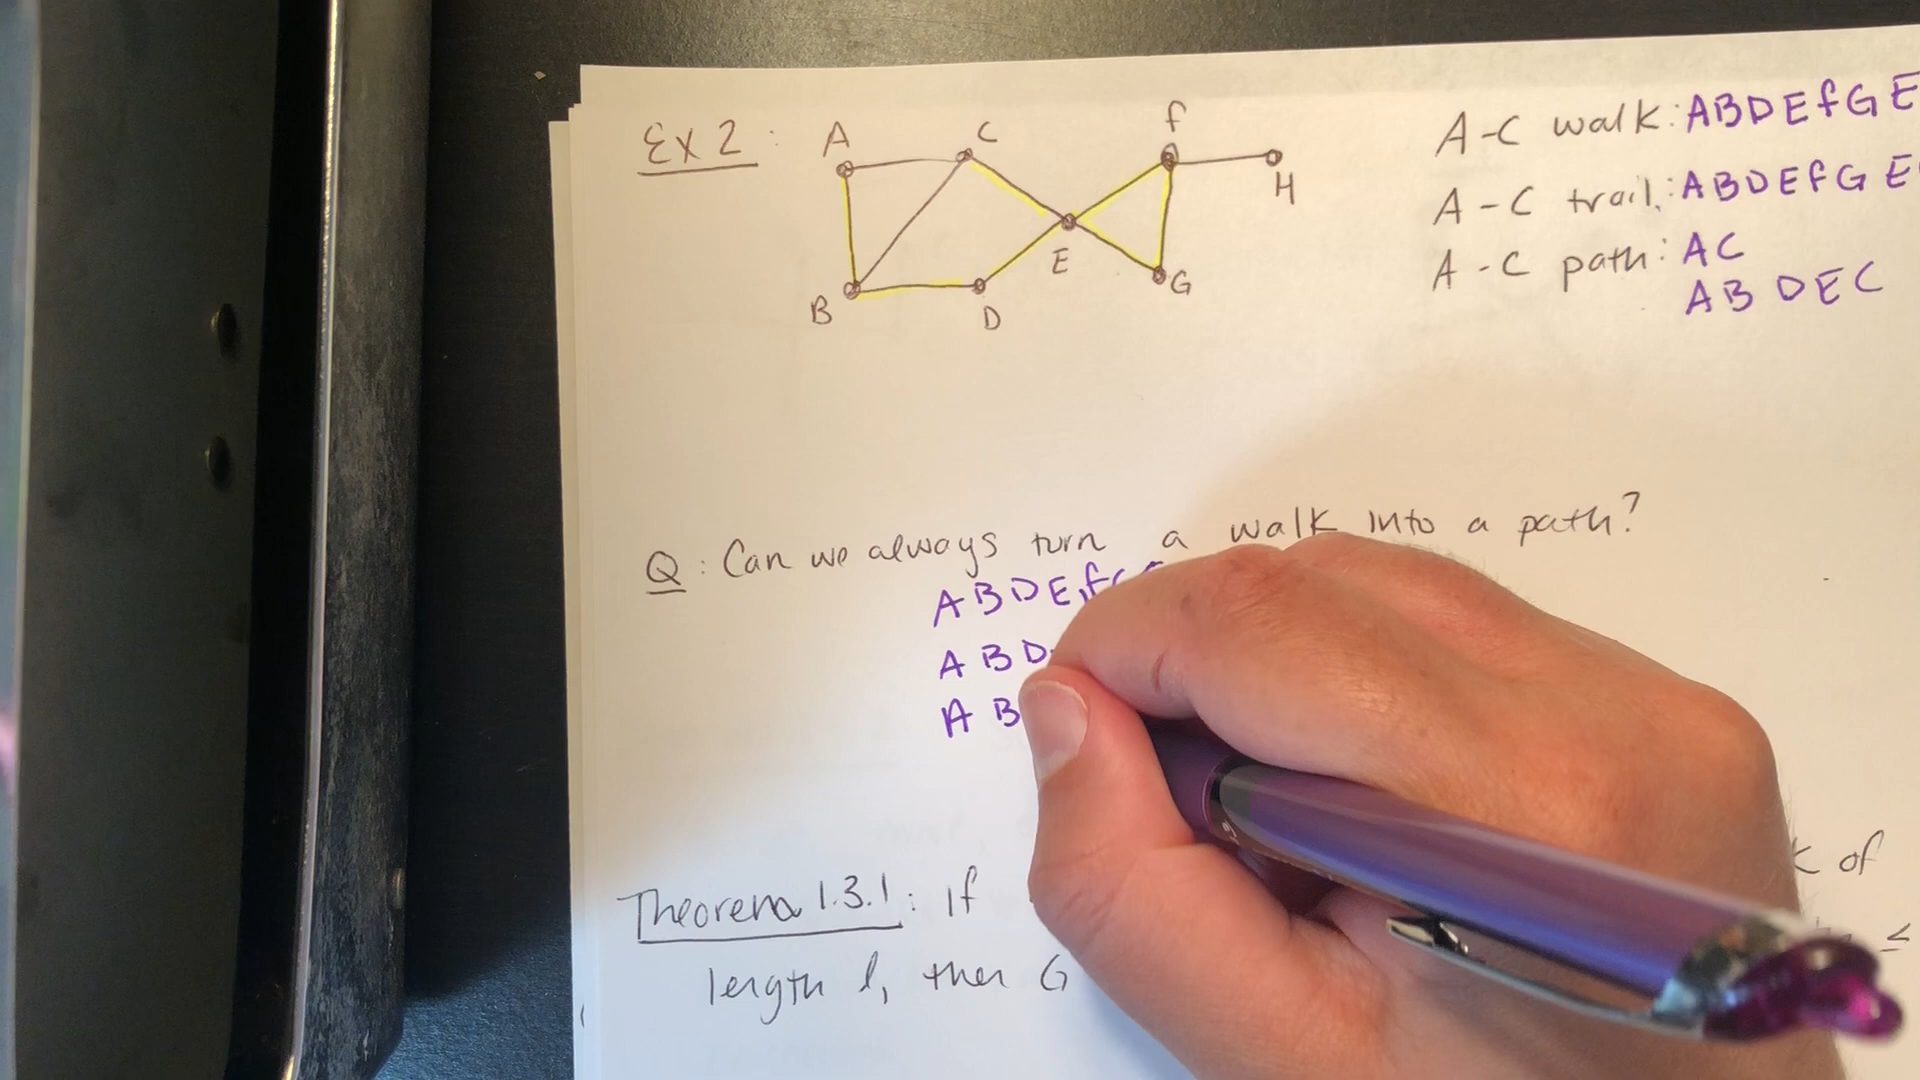 Ex 2:
A C f H
B D E G
A-C walk: ABDEfGE
A-C trail: ABDEfGE
A-C path: AC
ABDEC
Q: Can we always turn a walk into a path?
ABDEf
ABD
AB
Theorem 1.3.1: If
of
length l, then G ≤